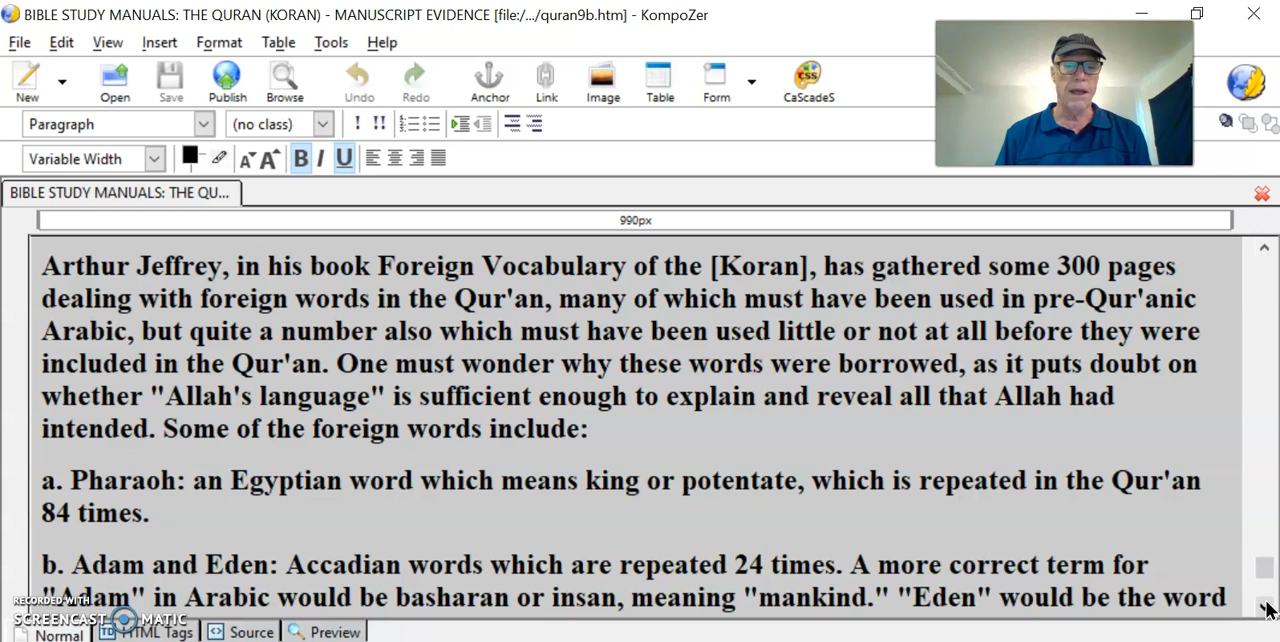 BIBLE STUDY MANUALS: THE QURAN (KORAN) - MANUSCRIPT EVIDENCE [file:/.../quran9b.htm] - KompoZer
File Edit View Insert Format Table Tools Help
New Open Save Publish Browse Undo Redo Anchor Link Image Table Form CaScadeS
Paragraph (no class) ! !!
Variable Width A A B I U
BIBLE STUDY MANUALS: THE QU...
990px
Arthur Jeffrey, in his book Foreign Vocabulary of the [Koran], has gathered some 300 pages
dealing with foreign words in the Qur'an, many of which must have been used in pre-Qur'anic
Arabic, but quite a number also which must have been used little or not at all before they were
included in the Qur'an. One must wonder why these words were borrowed, as it puts doubt on
whether "Allah's language" is sufficient enough to explain and reveal all that Allah had
intended. Some of the foreign words include:
a. Pharaoh: an Egyptian word which means king or potentate, which is repeated in the Qur'an
84 times.
b. Adam and Eden: Accadian words which are repeated 24 times. A more correct term for
"Adam" in Arabic would be basharan or insan, meaning "mankind." "Eden" would be the word
RECORDED WITH
SCREENCAST MATIC
Normal TD HTML Tags Source Preview